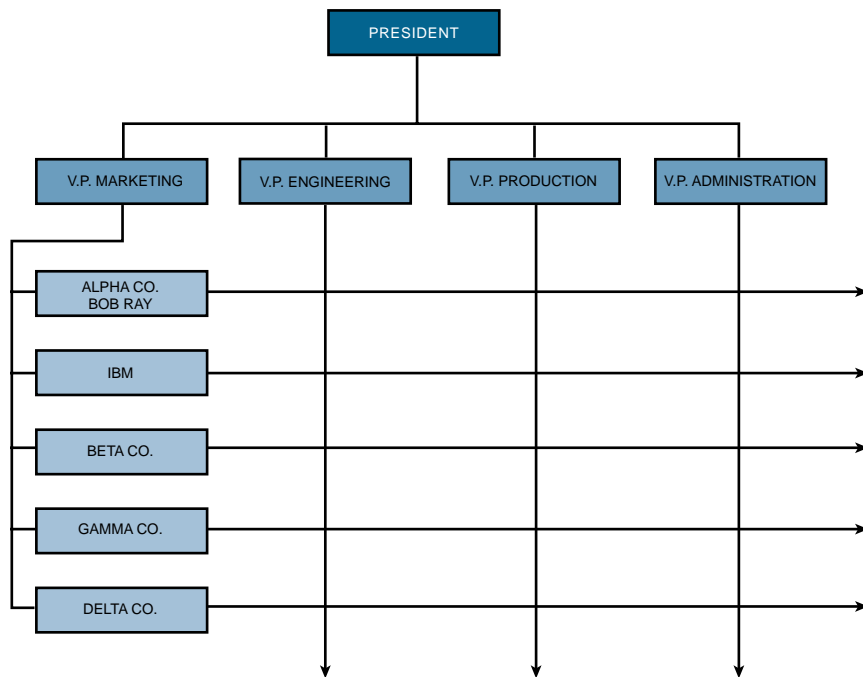 PRESIDENT
V.P. MARKETING
V.P. ENGINEERING
V.P. PRODUCTION
V.P. ADMINISTRATION
ALPHA CO.
BOB RAY
IBM
BETA CO.
GAMMA CO.
DELTA CO.